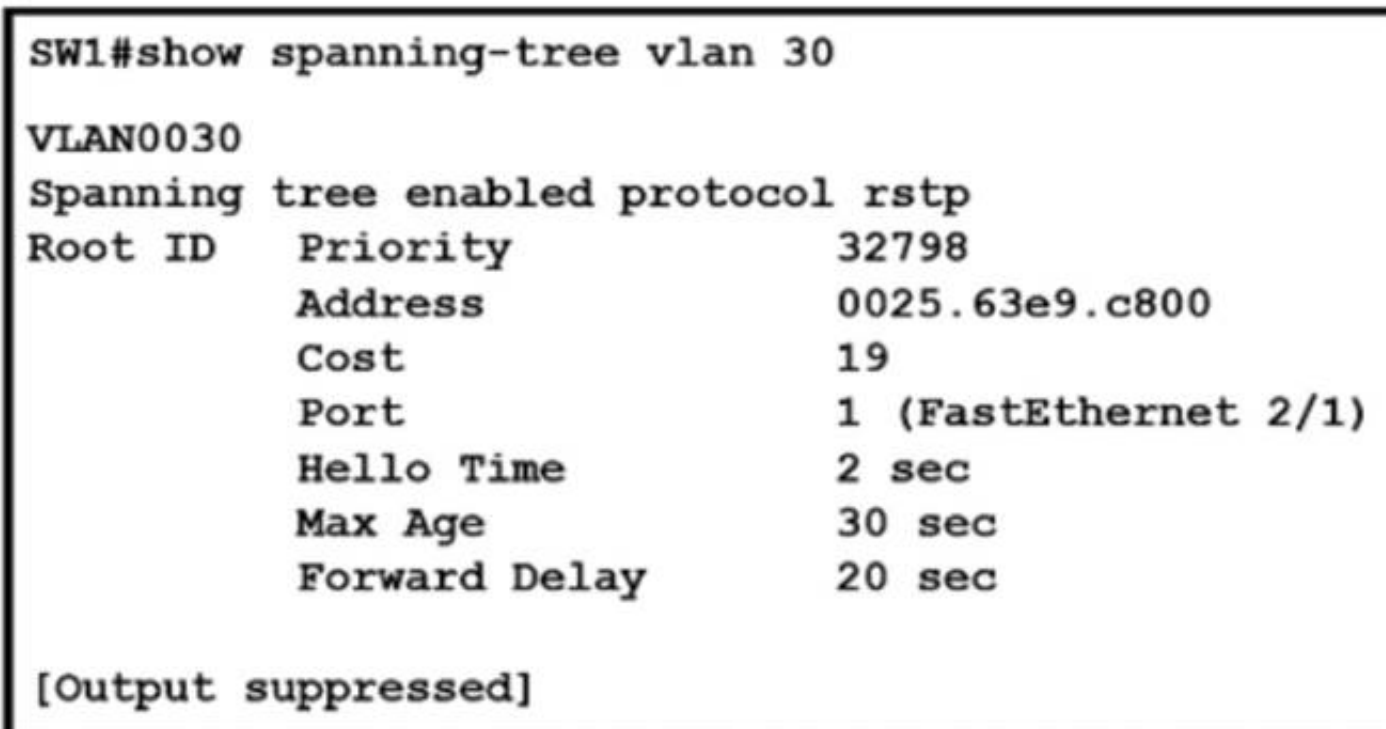 SW1#show spanning-tree vlan 30
VLAN0030
Spanning tree enabled protocol rstp
Root ID Priority 32798
Address 0025.63e9.c800
Cost 19
Port 1 (FastEthernet 2/1)
Hello Time 2 sec
Max Age 30 sec
Forward Delay 20 sec
[Output suppressed]